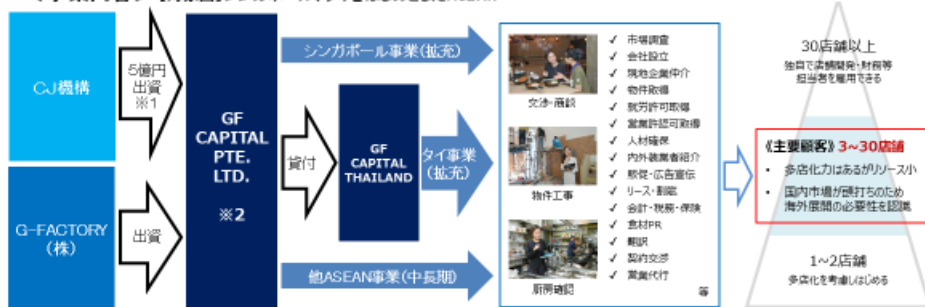 CJ機構
5億円
出資
※1
G-FACTORY
(株)
出資
GF
CAPITAL
PTE.
LTD.
※2
シンガポール事業(拡充)
貸付
GF
CAPITAL
THAILAND
タイ事業
(拡充)
他ASEAN事業(中長期)
交渉・商談
物件工事
厨房確認
✓ 市場調査
✓ 会社設立
✓ 現地企業仲介
✓ 物件取得
✓ 就労許可取得
✓ 営業許可取得
✓ 人材確保
✓ 内外装業者紹介
✓ 販促・広告宣伝
✓ リース・割賦
✓ 会計・税務・保険
✓ 食材PR
✓ 翻訳
✓ 契約交渉
✓ 営業代行
等
30店舗以上
独自で店舗開発・財務等
担当者を雇用できる
《主要顧客》3~30店舗
• 多店化力はあるがリソース小
• 国内市場が頭打ちのため
海外展開の必要性を認識
1~2店舗
多店化を考慮しはじめる